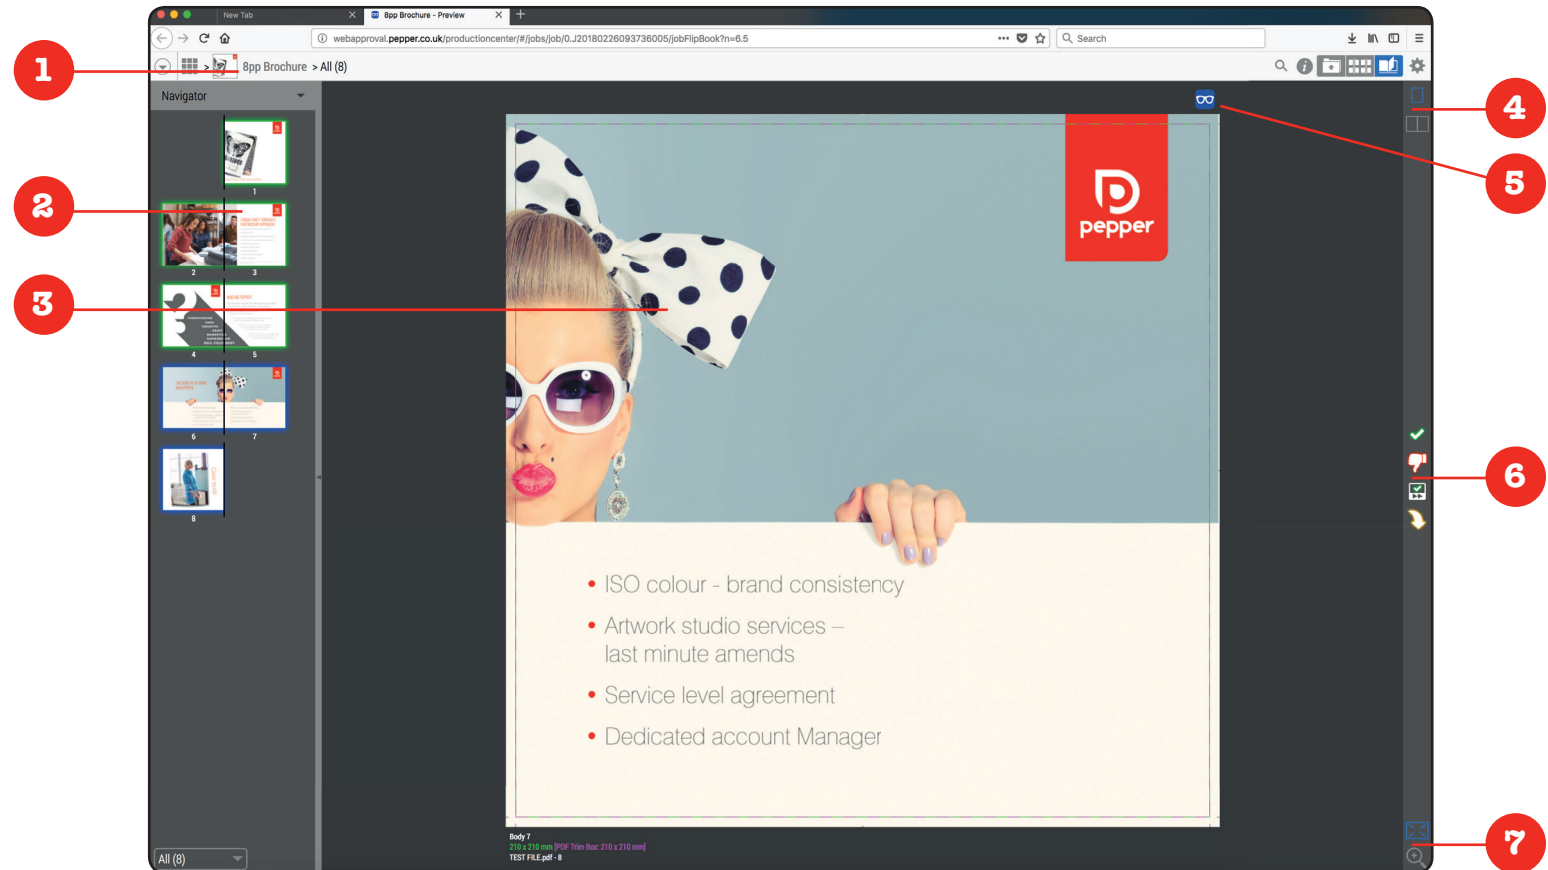 New Tab
8pp Brochure - Preview
webapproval.pepper.co.uk/productioncenter/#/jobs/job/0.J20180226093736005/jobFlipBook?n=6.5
Search
1
8pp Brochure > All (8)
Navigator
4
5
1
2
2 3
3
4 5
6 7
8
pepper
6
• ISO colour - brand consistency
• Artwork studio services –
last minute amends
• Service level agreement
• Dedicated account Manager
Body 7
210 x 210 mm [PDF Trim Box: 210 x 210 mm]
TEST FILE.pdf - 8
All (8)
7